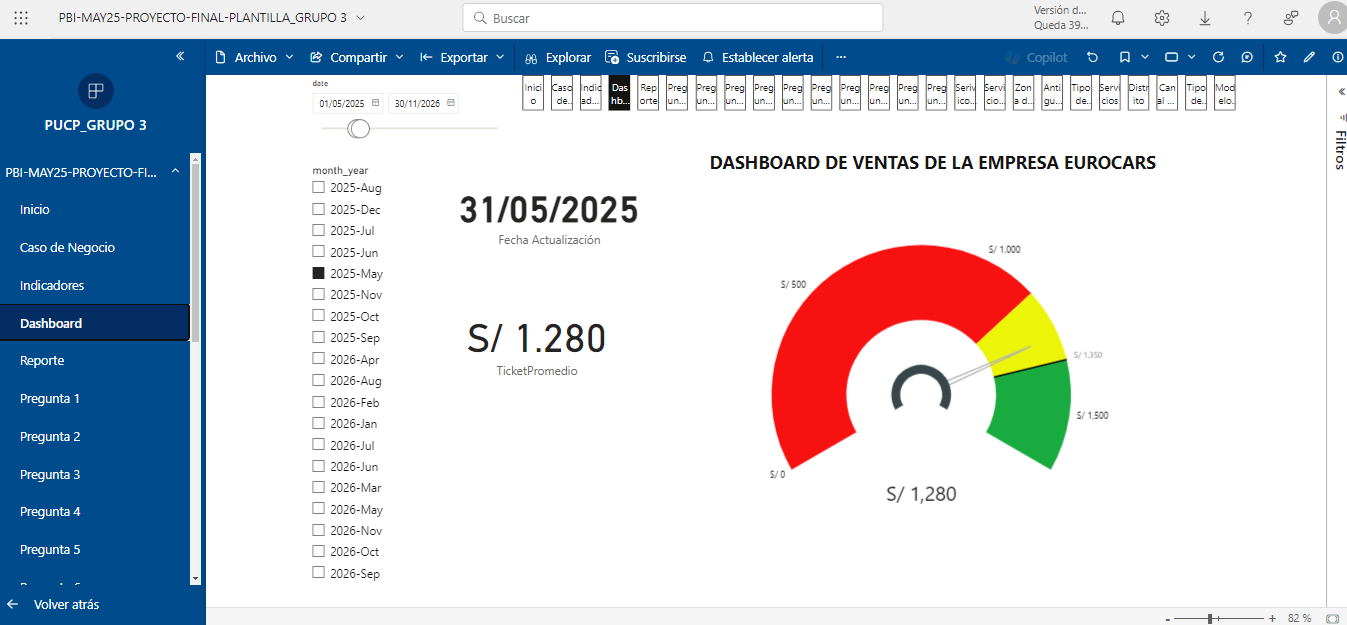 PBI-MAY25-PROYECTO-FINAL-PLANTILLA_GRUPO 3
Buscar
Versión d...
Queda 39...
Archivo
Compartir
Exportar
Explorar
Suscribirse
Establecer alerta
...
Copilot
PUCP_GRUPO 3
PBI-MAY25-PROYECTO-FI...
Inicio
Caso de Negocio
Indicadores
Dashboard
Reporte
Pregunta 1
Pregunta 2
Pregunta 3
Pregunta 4
Pregunta 5
Volver atrás
date
01/05/2025
30/11/2026
Inici
o
Caso
de..
Indic
ad...
Das
hb...
Rep
orte
Preg
un...
Preg
un...
Preg
un...
Preg
un...
Preg
un...
Preg
un...
Preg
un...
Preg
un...
Preg
un...
Preg
un...
Serv
ico...
Servi
cio...
Zon
a d...
Anti
gu...
Tipo
de...
Servi
cios
Distr
ito
Can
al ...
Tipo
de...
Mod
elo.
Filtros
month_year
2025-Aug
2025-Dec
2025-Jul
2025-Jun
2025-May
2025-Nov
2025-Oct
2025-Sep
2026-Apr
2026-Aug
2026-Feb
2026-Jan
2026-Jul
2026-Jun
2026-Mar
2026-May
2026-Nov
2026-Oct
2026-Sep
31/05/2025
Fecha Actualización
S/ 1.280
TicketPromedio
DASHBOARD DE VENTAS DE LA EMPRESA EUROCARS
S/ 1,000
S/ 500
S/ 1,350
S/ 1,500
S/ 0
S/ 1,280
- + 82 %